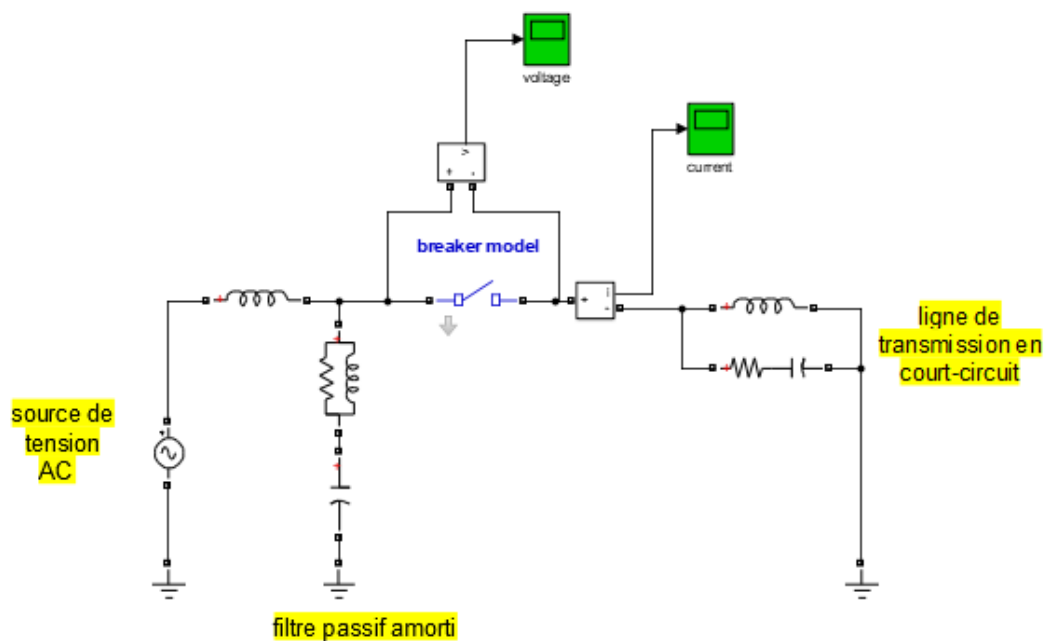 voltage
current
breaker model
ligne de
transmission en
court-circuit
source de
tension
AC
filtre passif amorti